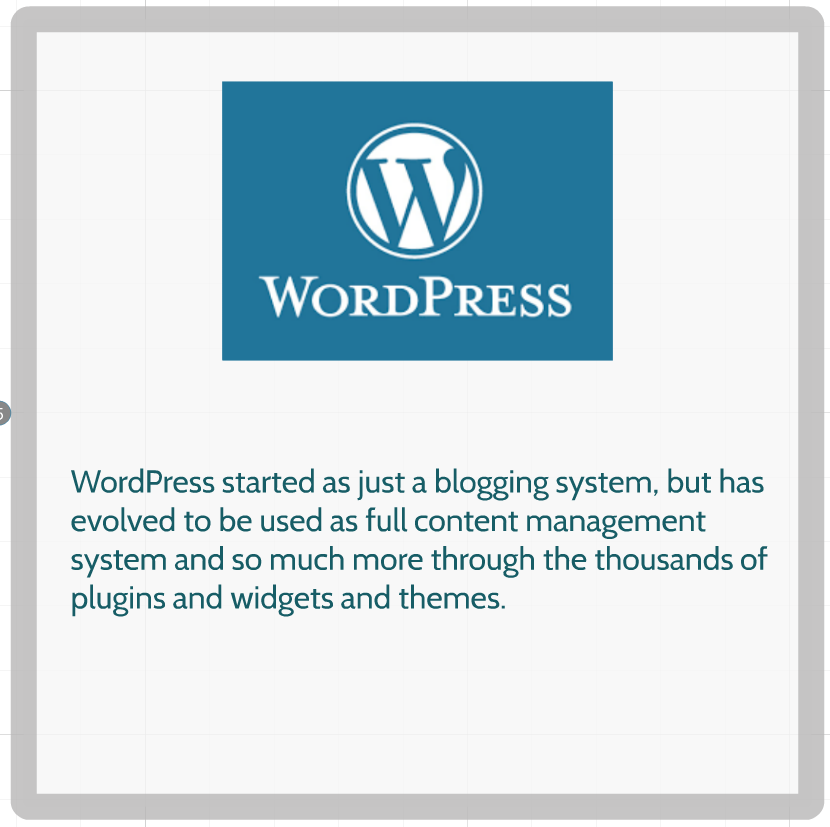 WORDPRESS
WordPress started as just a blogging system, but has
evolved to be used as full content management
system and so much more through the thousands of
plugins and widgets and themes.